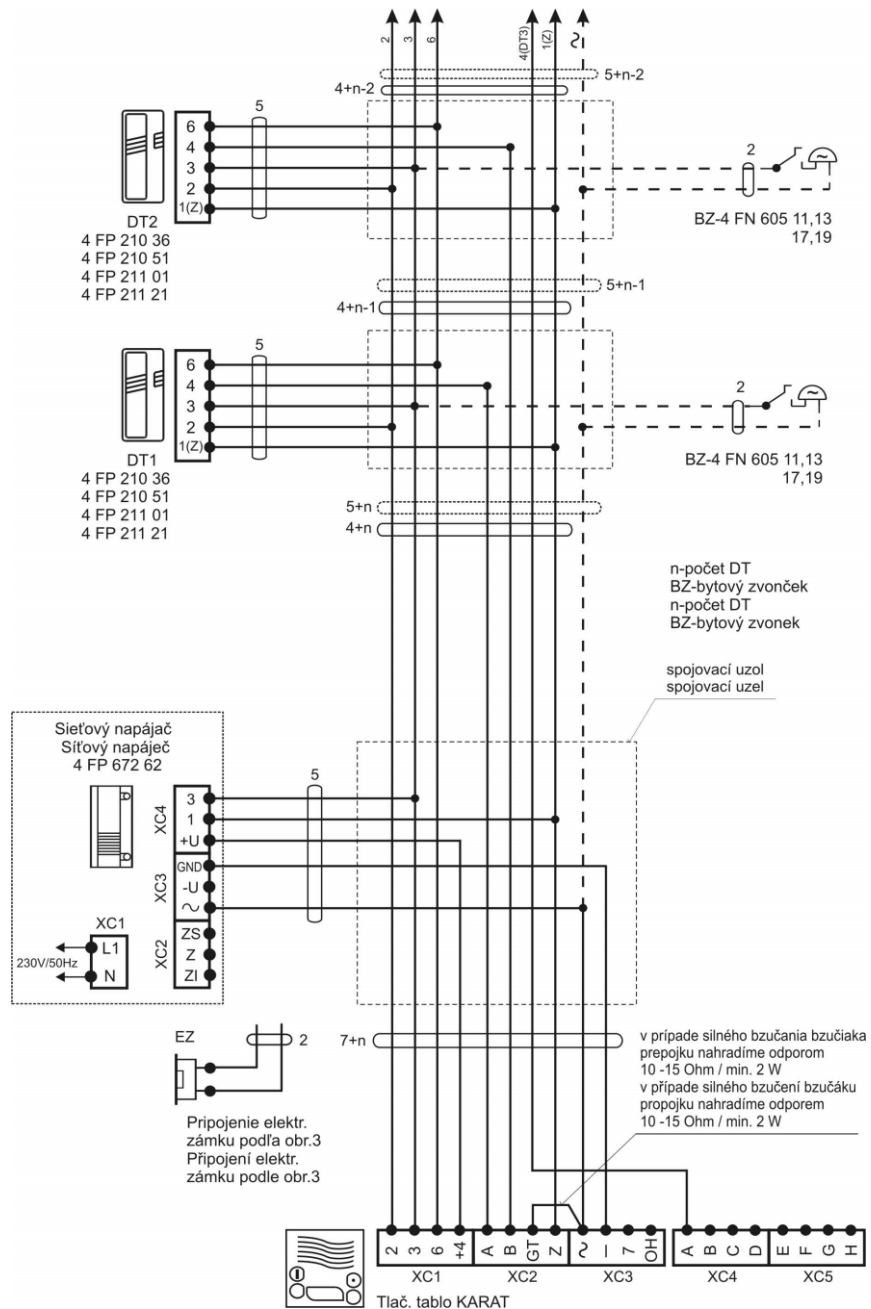 2
3
6
4(DT3)
1(Z)
~
5+n-2
4+n-2
5
6
4
3
2
1(Z)
DT2
4 FP 210 36
4 FP 210 51
4 FP 211 01
4 FP 211 21
2
~
BZ-4 FN 605 11,13
17,19
5+n-1
4+n-1
5
6
4
3
2
1(Z)
DT1
4 FP 210 36
4 FP 210 51
4 FP 211 01
4 FP 211 21
2
~
BZ-4 FN 605 11,13
17,19
5+n
4+n
n-počet DT
BZ-bytový zvonček
n-počet DT
BZ-bytový zvonek
spojovací uzol
spojovací uzel
Sieťový napájač
Síťový napáječ
4 FP 672 62
5
XC4
3
1
+U
XC3
GND
-U
~
XC2
ZS
Z
ZI
XC1
L1
N
230V/50Hz
EZ
2
7+n
Pripojenie elektr.
zámku podľa obr.3
Připojení elektr.
zámku podle obr.3
v prípade silného bzučania bzučiaka
prepojku nahradíme odporom
10 -15 Ohm / min. 2 W
v případe silného bzučení bzučáku
propojku nahradíme odporem
10 -15 Ohm / min. 2 W
2 3 6 +4 A B GT Z ~ I 7 OH A B C D E F G H
XC1 XC2 XC3 XC4 XC5
Tlač. tablo KARAT